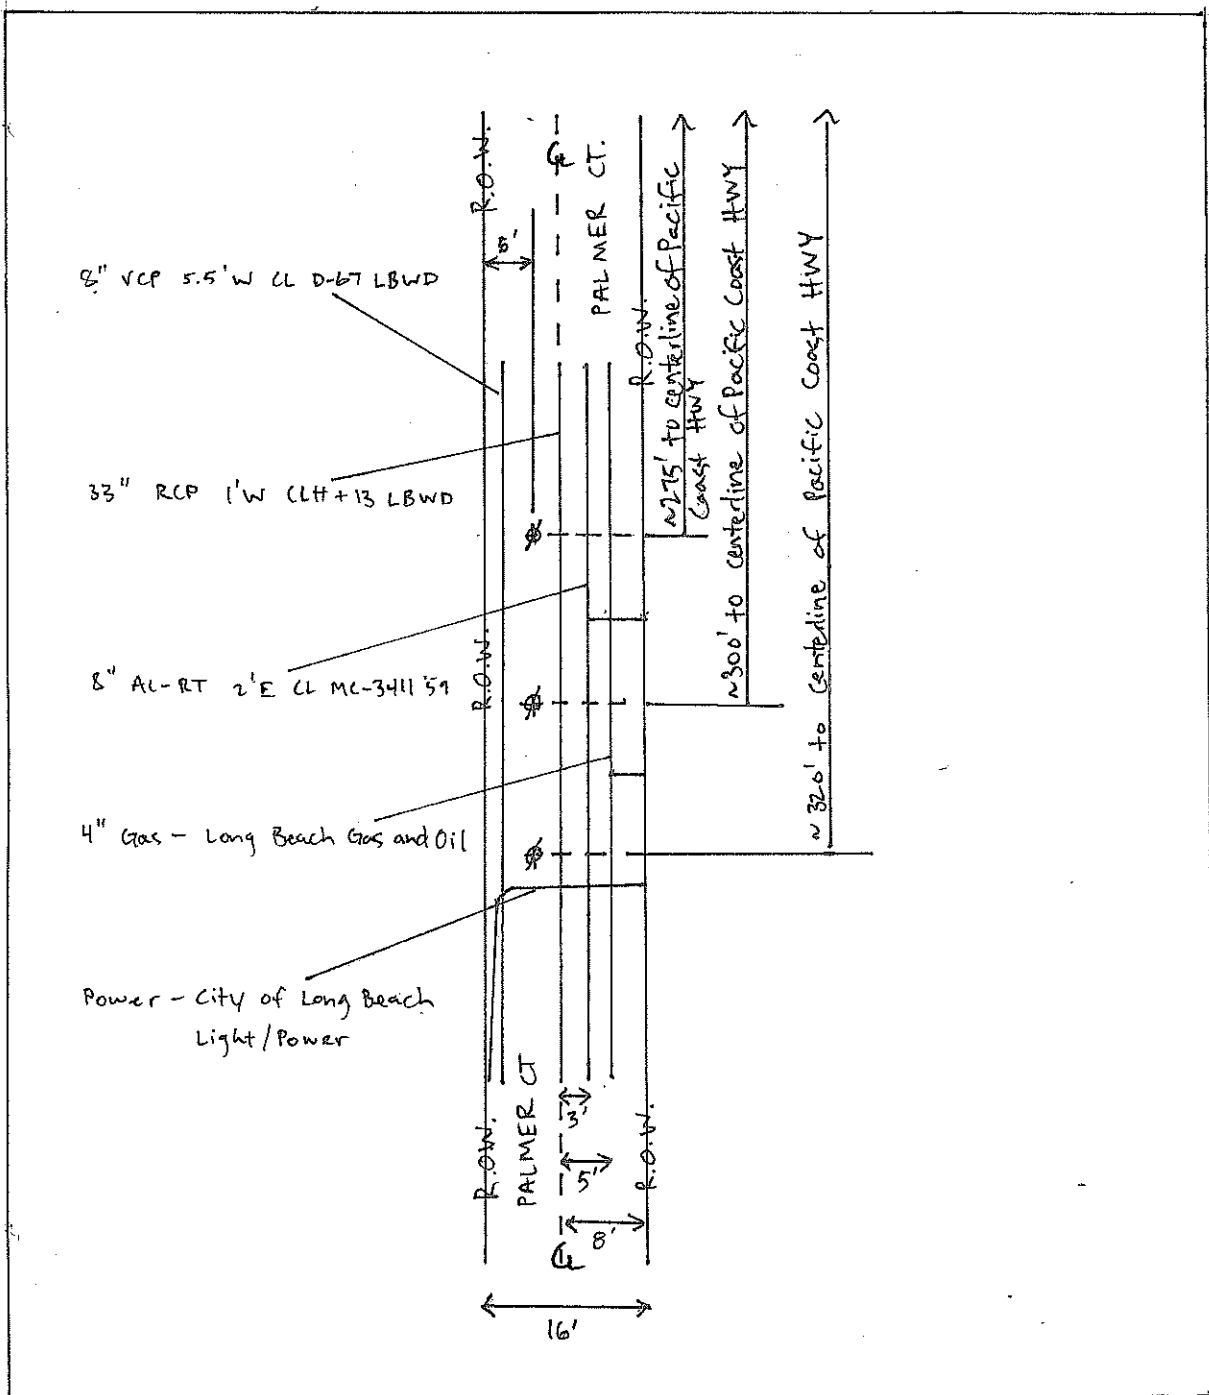 R.O.W.
℄
PALMER CT.
8" VCP 5.5'W CL D-67 LBWD
R.O.W.
~275' to centerline of Pacific
Coast HWY
~300' to centerline of Pacific Coast HWY
~320' to centerline of Pacific Coast HWY
33" RCP 1'W CLH+13 LBWD
R.O.W.
8" AC-RT 2'E CL MC-3411 '59
4" Gas - Long Beach Gas and Oil
Power - City of Long Beach
Light/Power
R.O.W.
PALMER CT
3'
5'
R.O.W.
8'
℄
16'